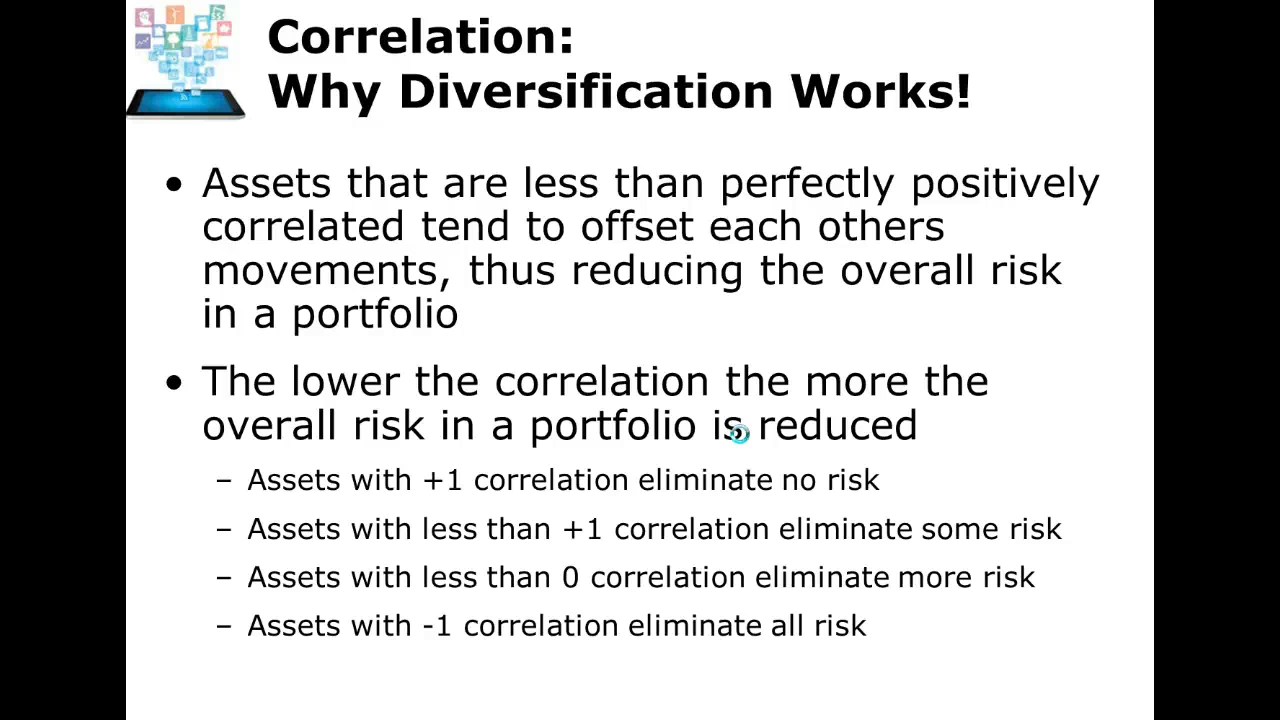 Correlation:
Why Diversification Works!
• Assets that are less than perfectly positively
correlated tend to offset each others
movements, thus reducing the overall risk
in a portfolio
• The lower the correlation the more the
overall risk in a portfolio is reduced
– Assets with +1 correlation eliminate no risk
– Assets with less than +1 correlation eliminate some risk
– Assets with less than 0 correlation eliminate more risk
– Assets with -1 correlation eliminate all risk